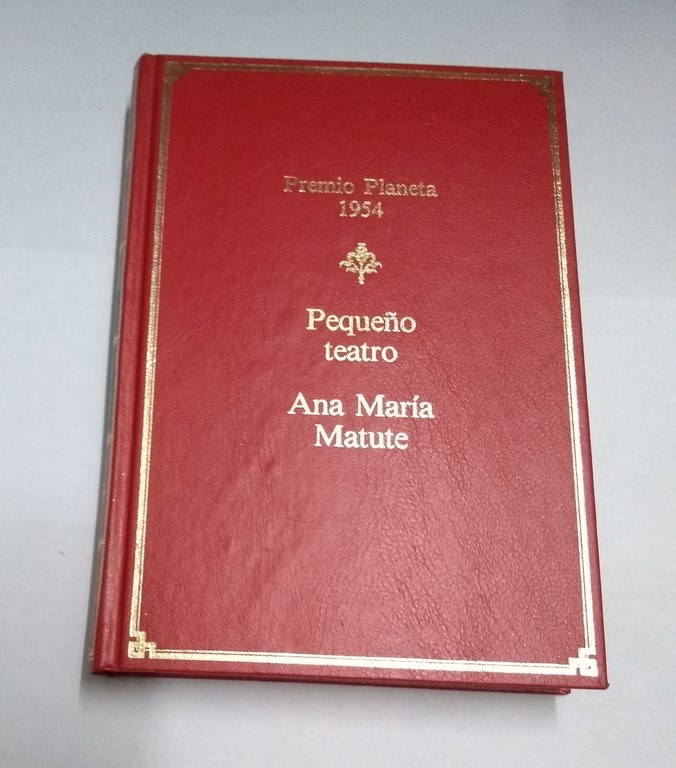 Premio Planeta
1954
Pequeño
teatro
Ana María
Matute